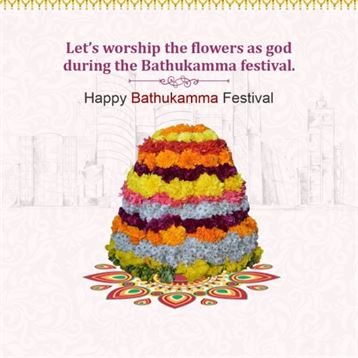 Let's worship the flowers as god
during the Bathukamma festival.
Happy Bathukamma Festival